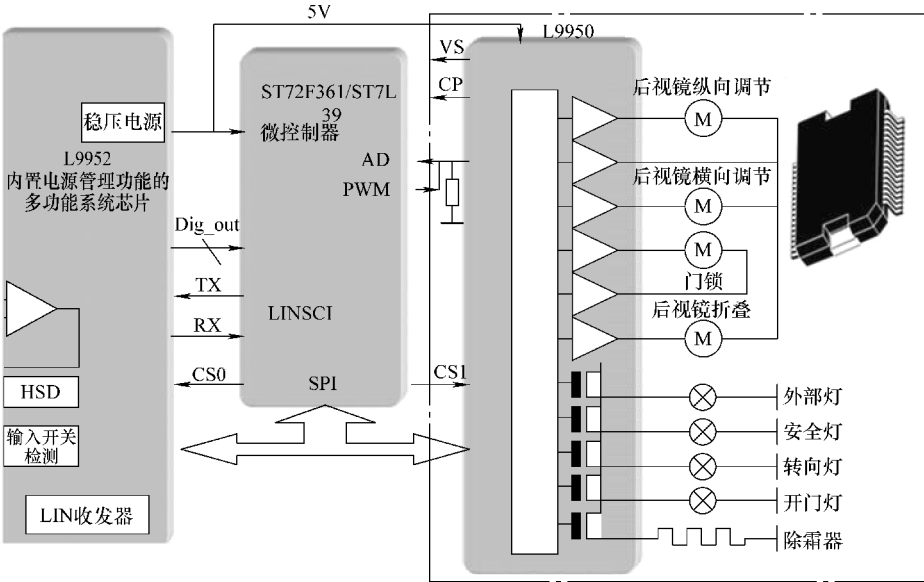 5V
稳压电源
L9952
内置电源管理功能的
多功能系统芯片
Dig_out
TX
RX
CS0
HSD
输入开关
检测
LIN收发器
ST72F361/ST7L
39
微控制器
AD
PWM
LINSCI
SPI
VS
CP
CS1
L9950
后视镜纵向调节
M
后视镜横向调节
M
M
门锁
后视镜折叠
M
外部灯
安全灯
转向灯
开门灯
除霜器